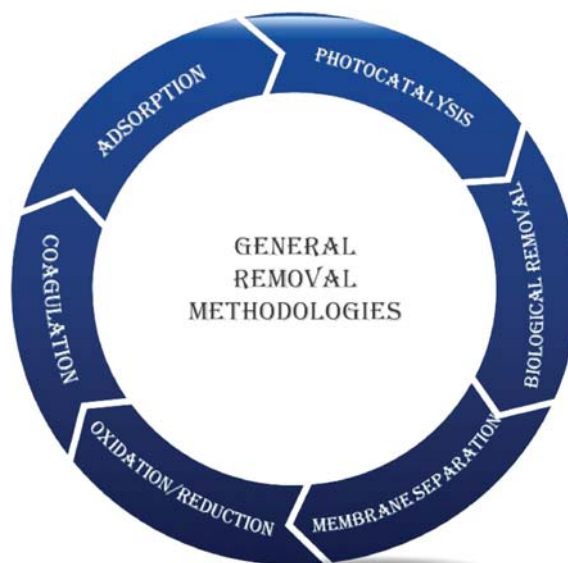 ADSORPTION
PHOTOCATALYSIS
BIOLOGICAL REMOVAL
MEMBRANE SEPARATION
OXIDATION/REDUCTION
COAGULATION
GENERAL
REMOVAL
METHODOLOGIES